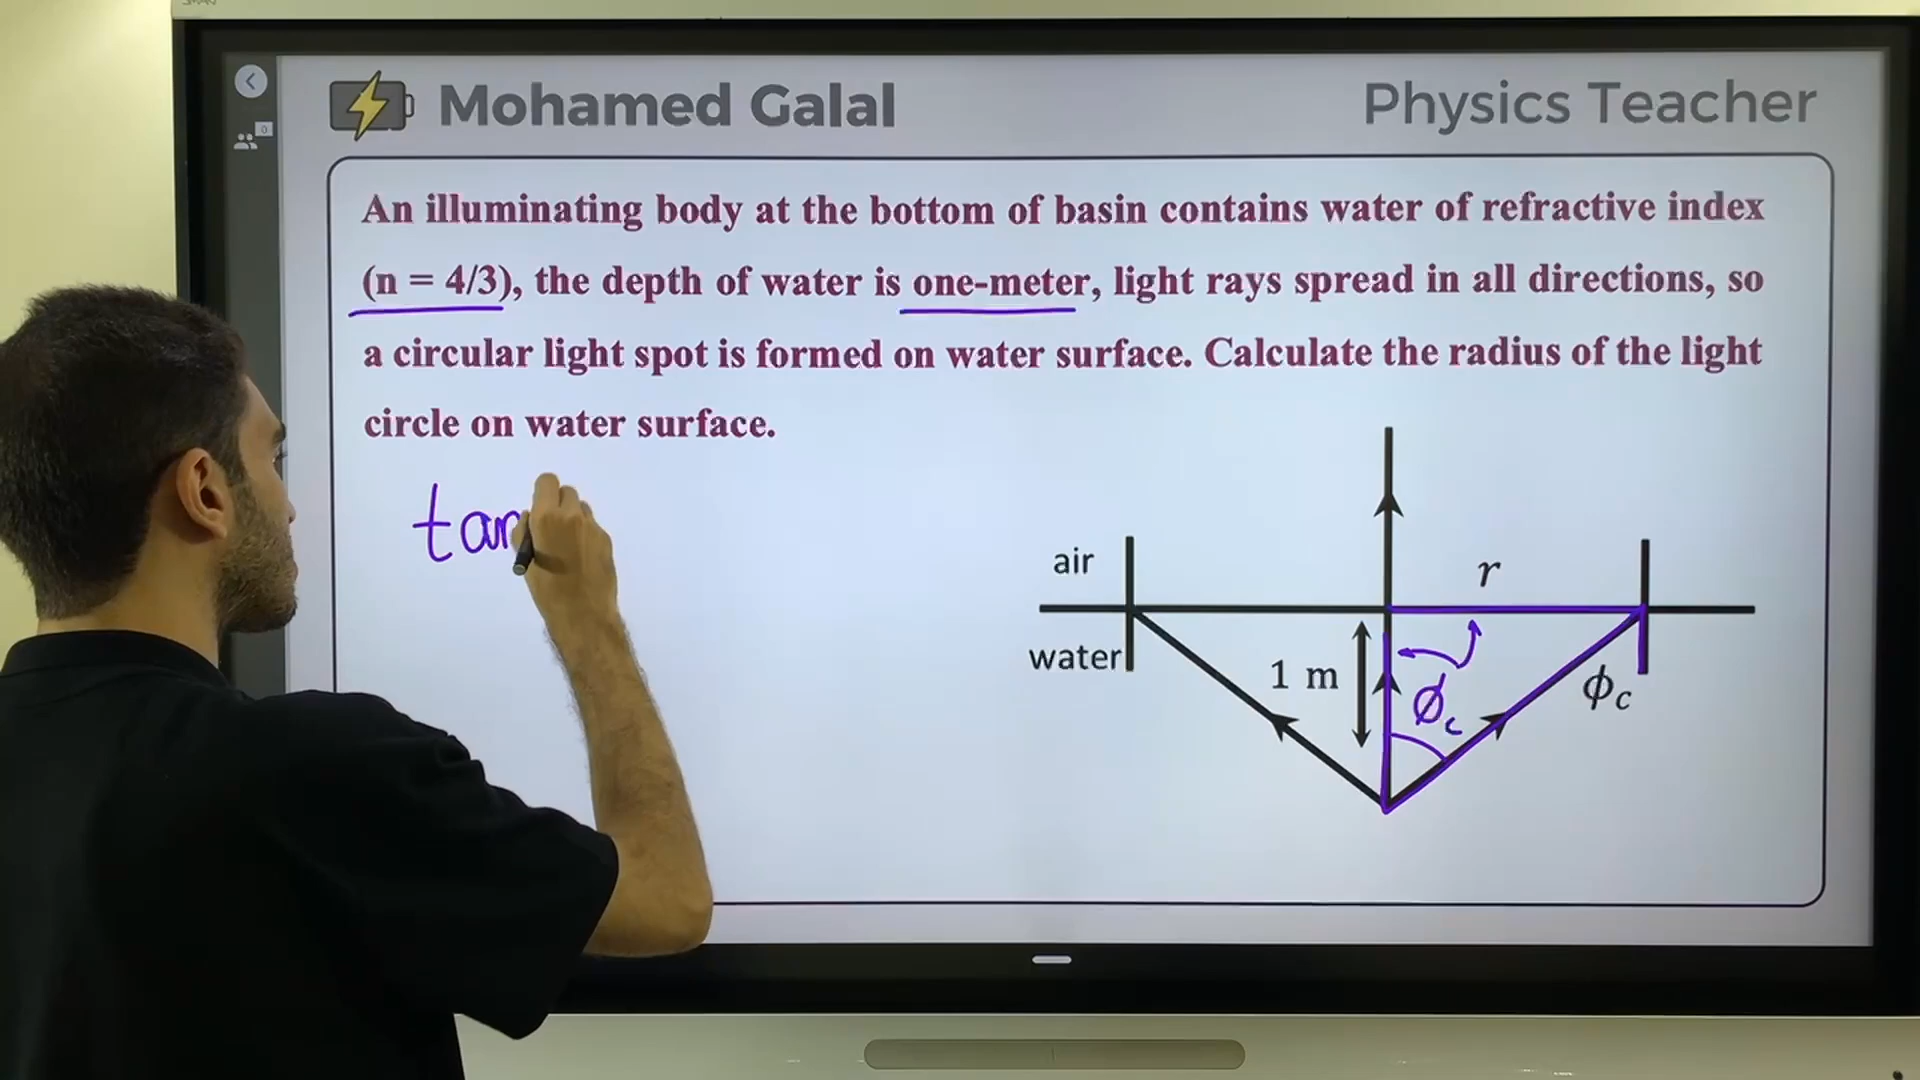 Mohamed Galal
Physics Teacher
0
An illuminating body at the bottom of basin contains water of refractive index
(n = 4/3), the depth of water is one-meter, light rays spread in all directions, so
a circular light spot is formed on water surface. Calculate the radius of the light
circle on water surface.
tan
air
r
water
1 m
ϕc
ϕc